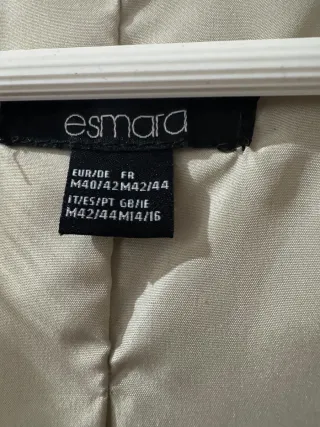 esmara
EUR/DE FR
M40/42 M42/44
IT/ES/PT GB/IE
M42/44 M14/16